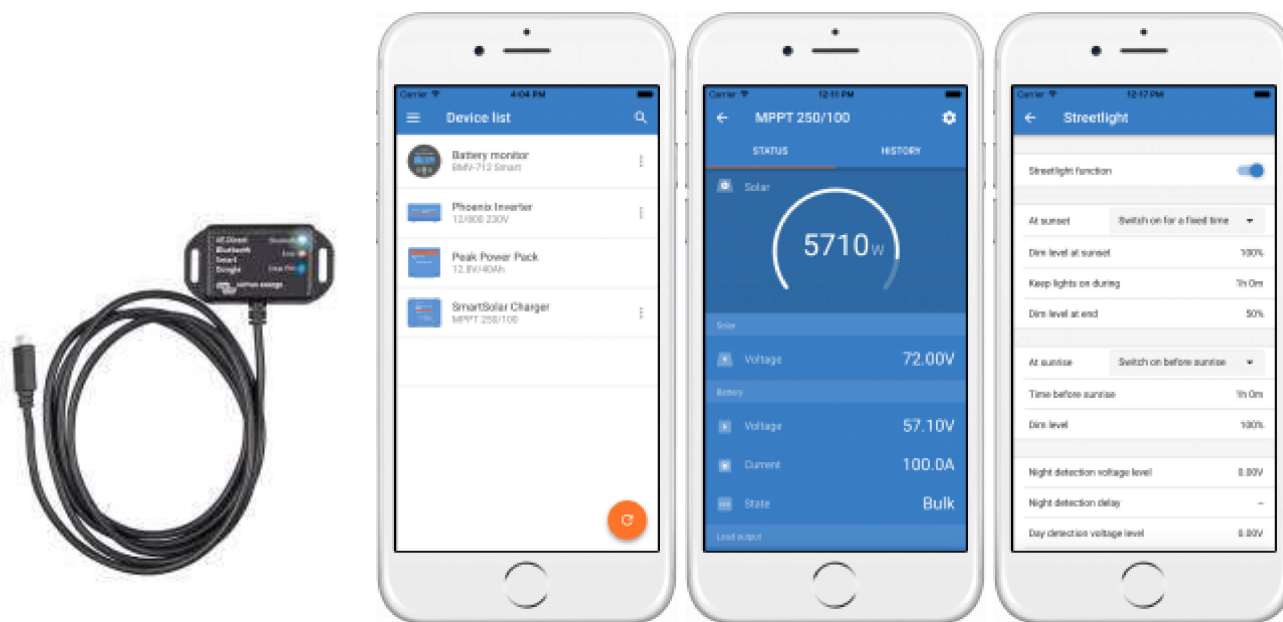 VE.Direct
Bluetooth
Smart
Dongle
victron energy
Carrier
4:04 PM
Device list
Battery monitor
BMV-712 Smart
Phoenix Inverter
12/800 230V
Peak Power Pack
12.8V/40Ah
SmartSolar Charger
MPPT 250/100
Carrier
12:11 PM
MPPT 250/100
STATUS
HISTORY
Solar
5710W
Solar
Voltage
72.00V
Battery
Voltage
57.10V
Current
100.0A
State
Bulk
Load output
Carrier
12:17 PM
Streetlight
Streetlight function
At sunset
Switch on for a fixed time
Dim level at sunset
100%
Keep lights on during
1h 0m
Dim level at end
50%
At sunrise
Switch on before sunrise
Time before sunrise
1h 0m
Dim level
100%
Night detection voltage level
0.00V
Night detection delay
–
Day detection voltage level
0.00V